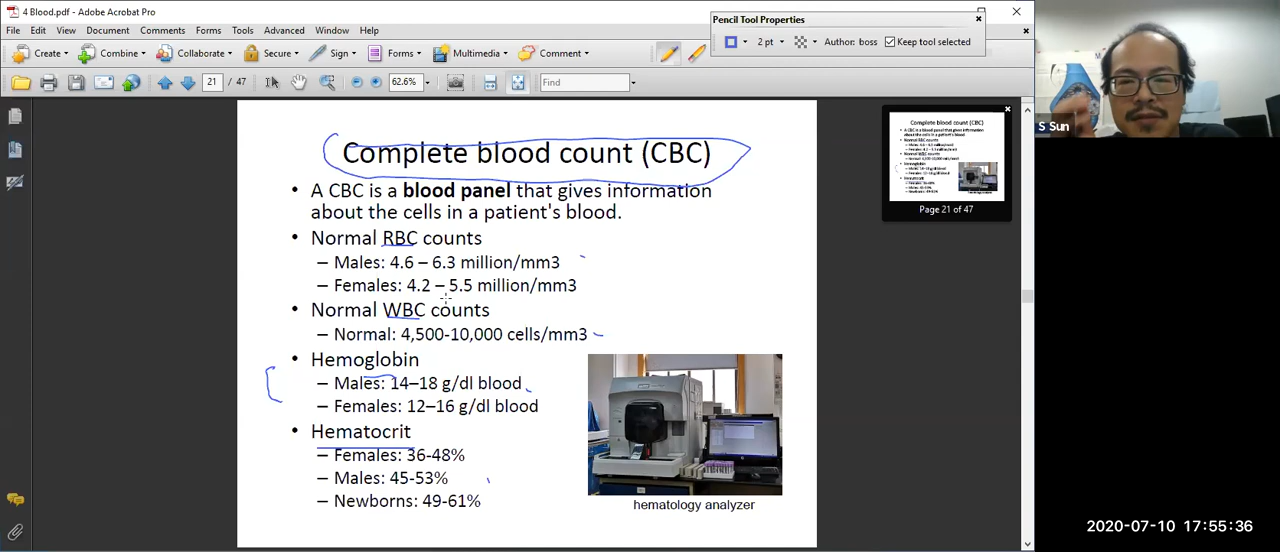 4 Blood.pdf - Adobe Acrobat Pro
File Edit View Document Comments Forms Tools Advanced Window Help
Pencil Tool Properties
2 pt Author: boss Keep tool selected
Create Combine Collaborate Secure Sign Forms Multimedia Comment
21 / 47 62.6% Find
Complete blood count (CBC)
• A CBC is a blood panel that gives information
about the cells in a patient's blood.
• Normal RBC counts
– Males: 4.6 – 6.3 million/mm3
– Females: 4.2 – 5.5 million/mm3
• Normal WBC counts
– Normal: 4,500-10,000 cells/mm3
• Hemoglobin
– Males: 14–18 g/dl blood
– Females: 12–16 g/dl blood
• Hematocrit
– Females: 36-48%
– Males: 45-53%
– Newborns: 49-61%
hematology analyzer
Complete blood count (CBC)
Page 21 of 47
S Sun
2020-07-10 17:55:36